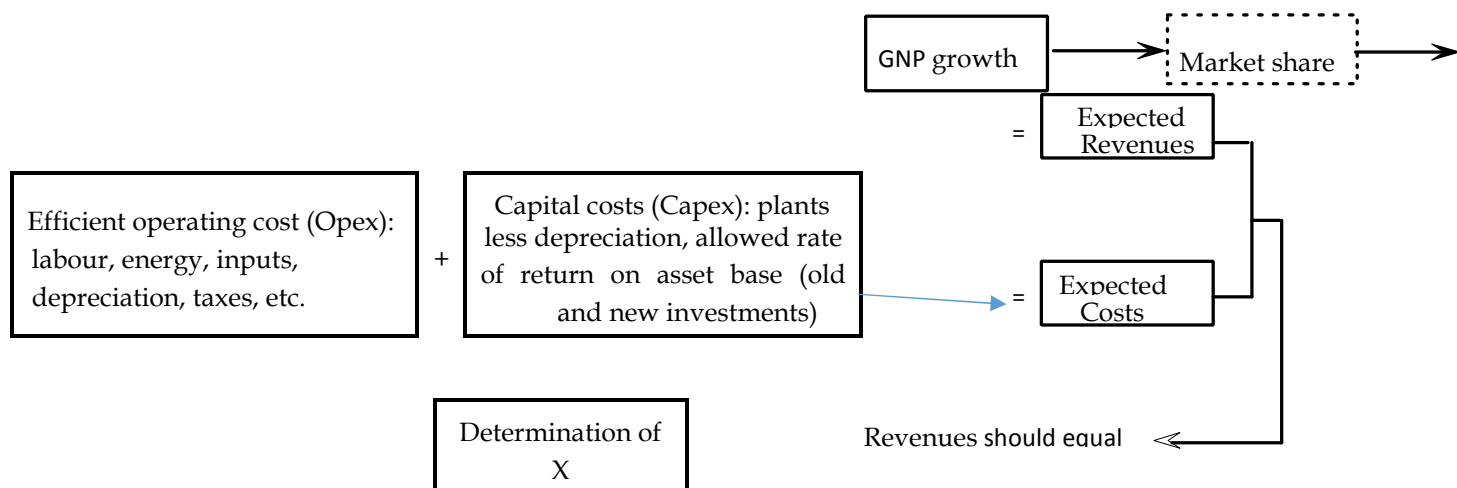 GNP growth
Market share
=
Expected
Revenues
Efficient operating cost (Opex):
labour, energy, inputs,
depreciation, taxes, etc.
+
Capital costs (Capex): plants
less depreciation, allowed rate
of return on asset base (old
and new investments)
=
Expected
Costs
Determination of
X
Revenues should equal